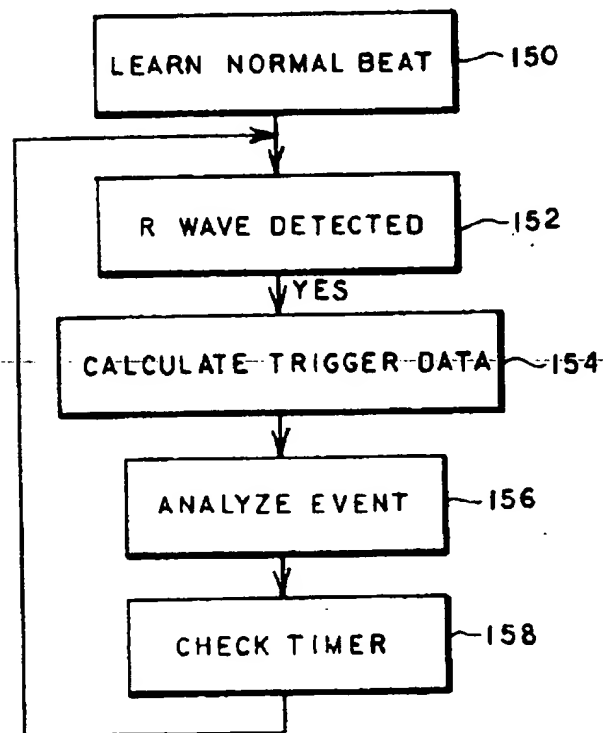 LEARN NORMAL BEAT 150
R WAVE DETECTED 152
YES
CALCULATE TRIGGER DATA 154
ANALYZE EVENT 156
CHECK TIMER 158